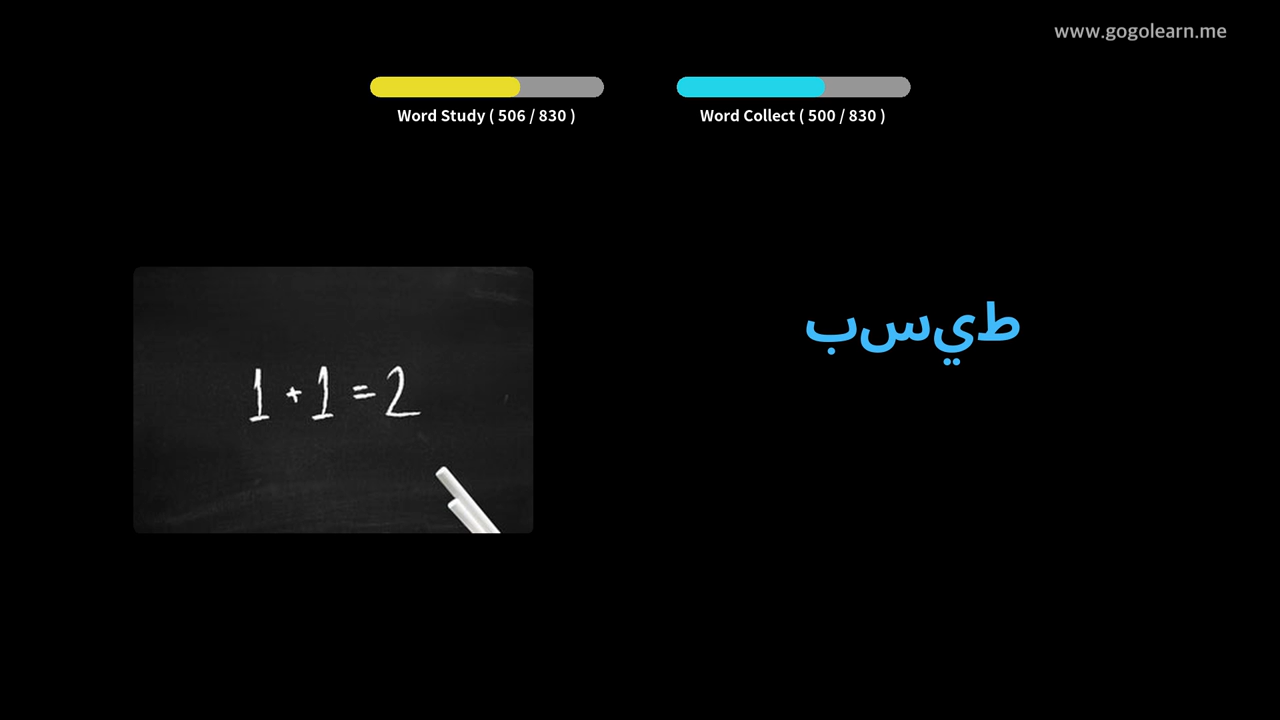 www.gogolearn.me
Word Study ( 506 / 830 )
Word Collect ( 500 / 830 )
طيسب
1 + 1 = 2